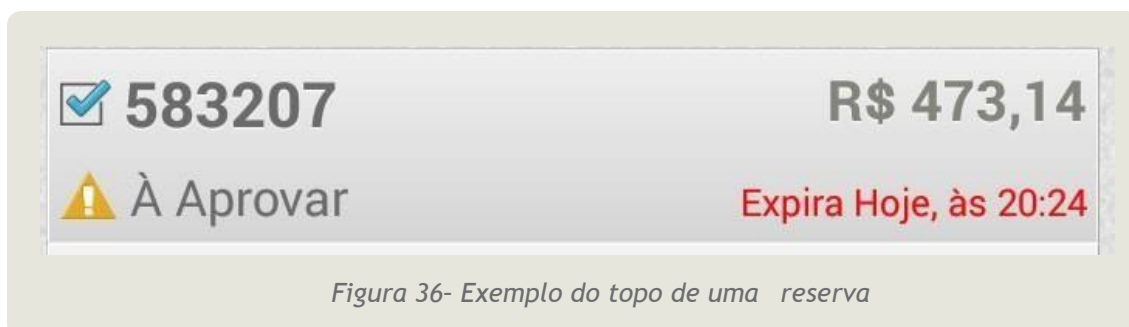 583207 R$ 473,14
À Aprovar Expira Hoje, às 20:24
Figura 36- Exemplo do topo de uma reserva